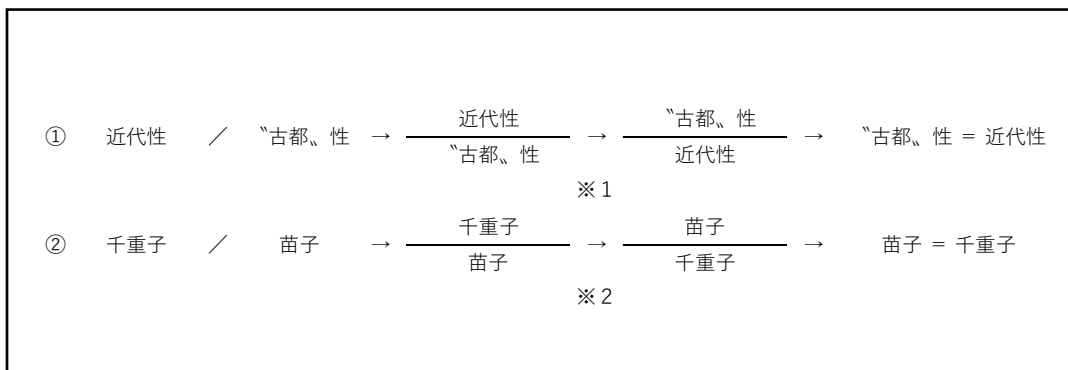 ① 近代性 ／ 〝古都〟性 → 近代性 → 〝古都〟性 → 〝古都〟性 = 近代性
〝古都〟性 近代性
※1
② 千重子 ／ 苗子 → 千重子 → 苗子 → 苗子 = 千重子
苗子 千重子
※2